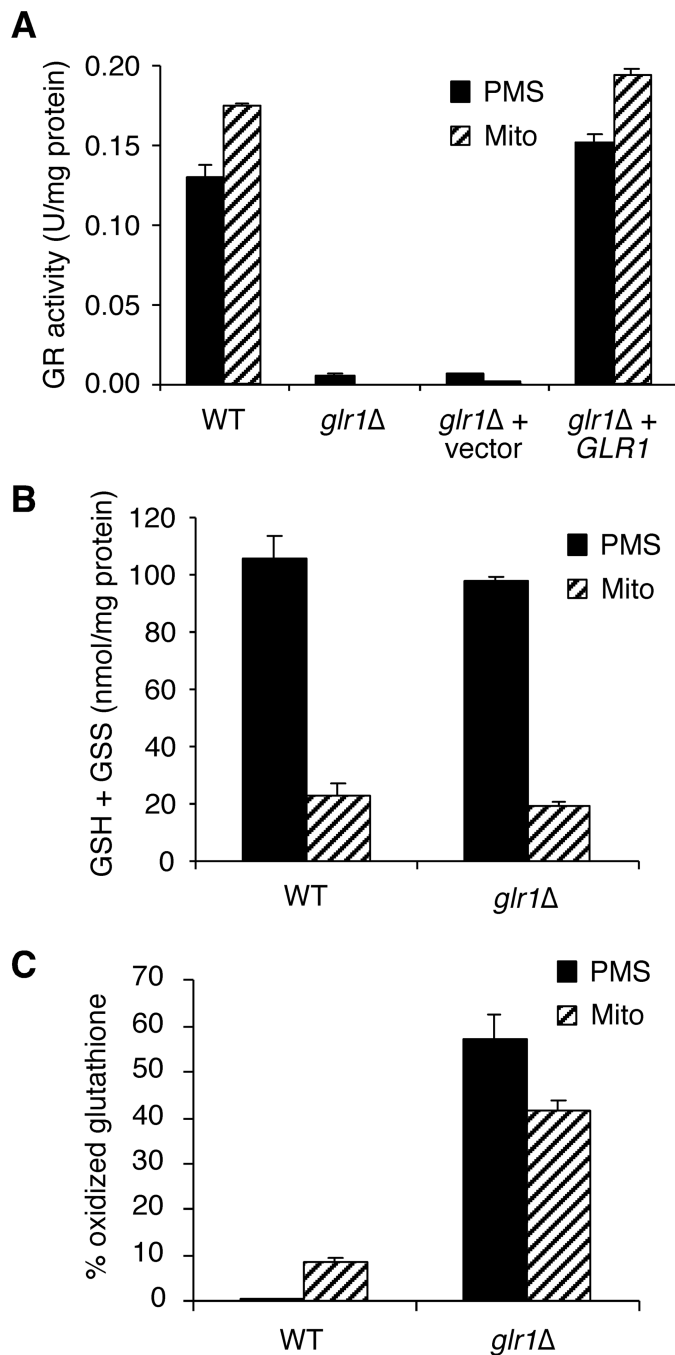 A
GR activity (U/mg protein)
0.20
0.15
0.10
0.05
0.00
PMS
Mito
WT
glr1Δ
glr1Δ +
vector
glr1Δ +
GLR1
B
GSH + GSS (nmol/mg protein)
120
100
80
60
40
20
0
PMS
Mito
WT
glr1Δ
C
% oxidized glutathione
70
60
50
40
30
20
10
0
PMS
Mito
WT
glr1Δ